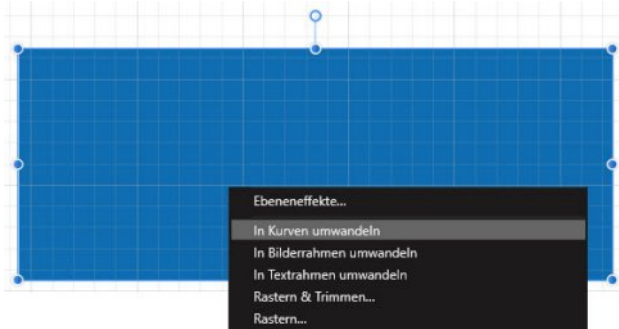 Ebeneneffekte...
In Kurven umwandeln
In Bilderrahmen umwandeln
In Textrahmen umwandeln
Rastern & Trimmen...
Rastern...